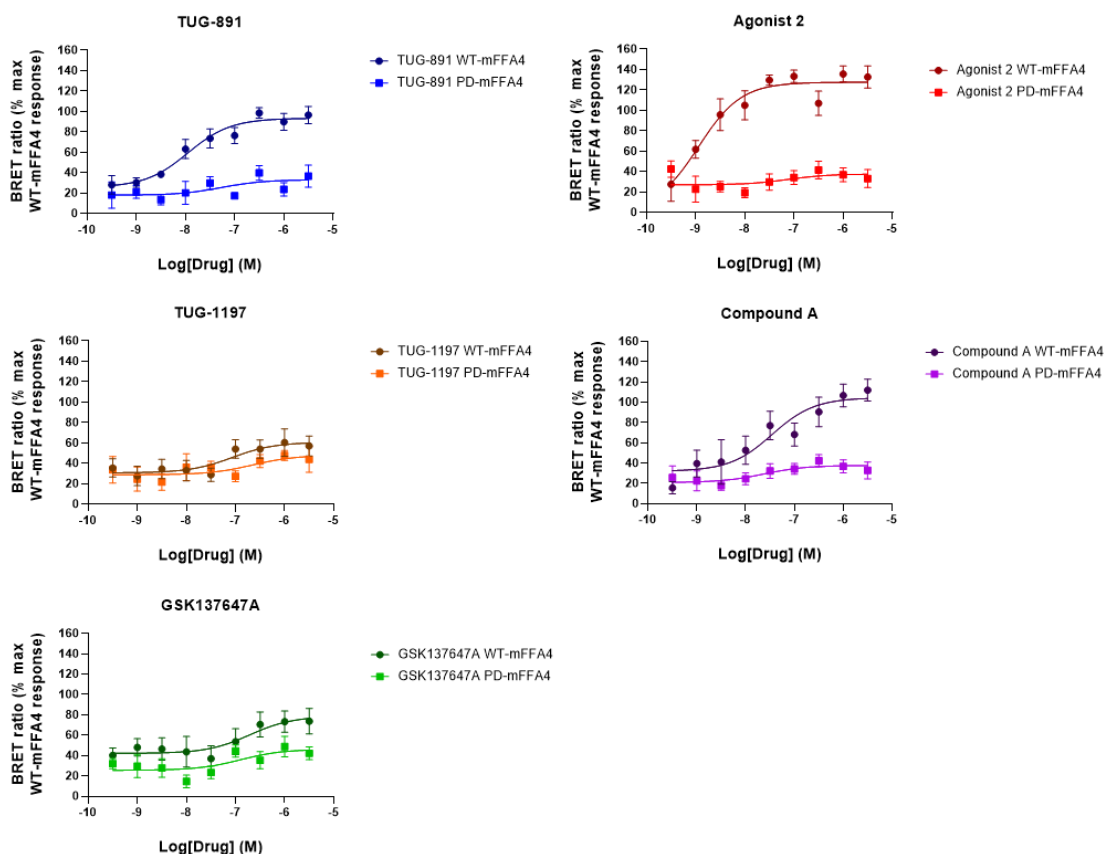 TUG-891
BRET ratio (% max
WT-mFFA4 response)
160
140
120
100
80
60
40
20
0
-10
-9
-8
-7
-6
-5
Log[Drug] (M)
TUG-891 WT-mFFA4
TUG-891 PD-mFFA4
Agonist 2
BRET ratio (% max
WT-mFFA4 response)
160
140
120
100
80
60
40
20
0
-10
-9
-8
-7
-6
-5
Log[Drug] (M)
Agonist 2 WT-mFFA4
Agonist 2 PD-mFFA4
TUG-1197
BRET ratio (% max
WT-mFFA4 response)
160
140
120
100
80
60
40
20
0
-10
-9
-8
-7
-6
-5
Log[Drug] (M)
TUG-1197 WT-mFFA4
TUG-1197 PD-mFFA4
Compound A
BRET ratio (% max
WT-mFFA4 response)
160
140
120
100
80
60
40
20
0
-10
-9
-8
-7
-6
-5
Log[Drug] (M)
Compound A WT-mFFA4
Compound A PD-mFFA4
GSK137647A
BRET ratio (% max
WT-mFFA4 response)
160
140
120
100
80
60
40
20
0
-10
-9
-8
-7
-6
-5
Log[Drug] (M)
GSK137647A WT-mFFA4
GSK137647A PD-mFFA4